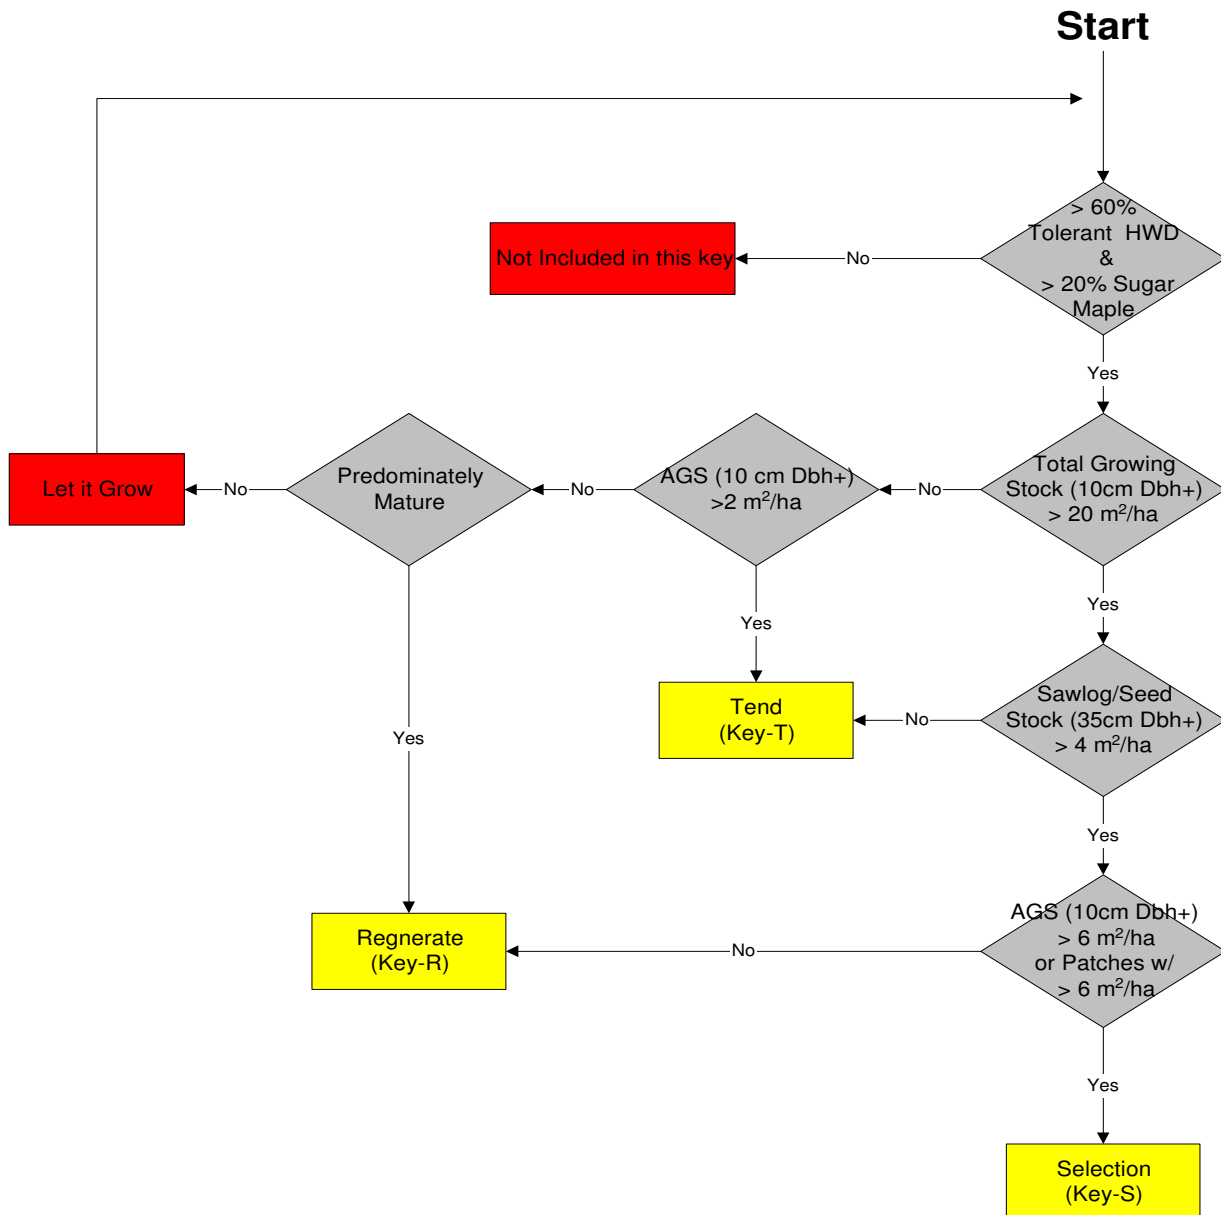 Start
> 60%
Tolerant HWD
&
> 20% Sugar
Maple
No
Not Included in this key
Yes
Total Growing
Stock (10cm Dbh+)
> 20 m²/ha
No
AGS (10 cm Dbh+)
>2 m²/ha
No
Predominately
Mature
No
Let it Grow
Yes
Yes
Yes
Sawlog/Seed
Stock (35cm Dbh+)
> 4 m²/ha
No
Tend
(Key-T)
Yes
AGS (10cm Dbh+)
> 6 m²/ha
or Patches w/
> 6 m²/ha
No
Regnerate
(Key-R)
Yes
Selection
(Key-S)